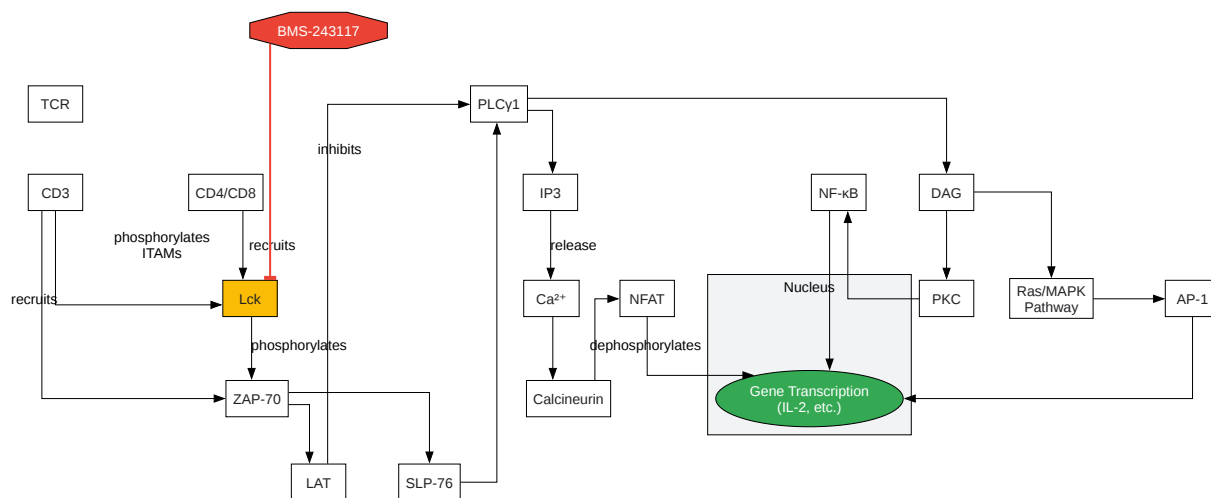 BMS-243117
TCR
PLCγ1
inhibits
CD3
CD4/CD8
IP3
NF-κB
DAG
phosphorylates
ITAMs
recruits
release
recruits
Lck
Ca²⁺
NFAT
Nucleus
PKC
Ras/MAPK
Pathway
AP-1
phosphorylates
dephosphorylates
ZAP-70
Calcineurin
Gene Transcription
(IL-2, etc.)
LAT
SLP-76